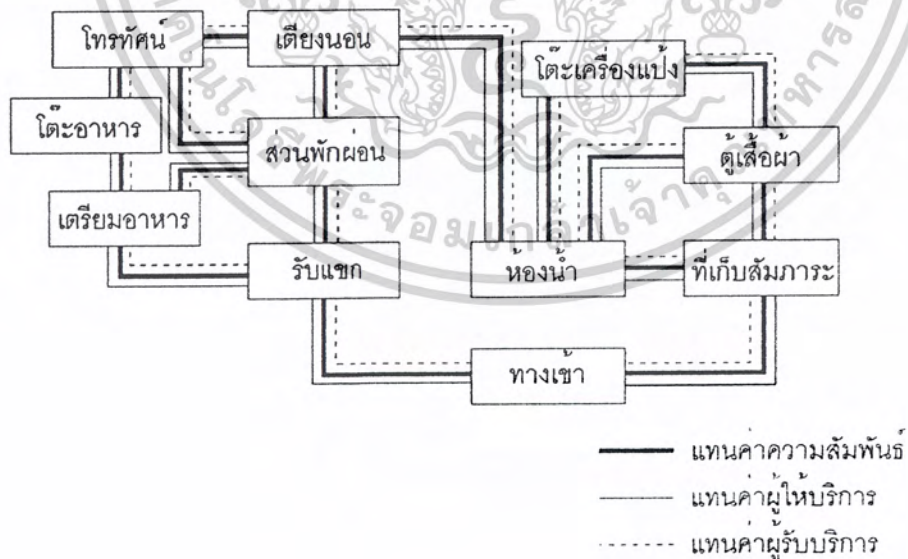 โทรทัศน์
เตียงนอน
โต๊ะเครื่องแป้ง
โต๊ะอาหาร
ส่วนพักผ่อน
ตู้เสื้อผ้า
เตรียมอาหาร
รับแขก
ห้องน้ำ
ที่เก็บสัมภาระ
ทางเข้า
แทนค่าความสัมพันธ์
แทนค่าผู้ให้บริการ
แทนค่าผู้รับบริการ